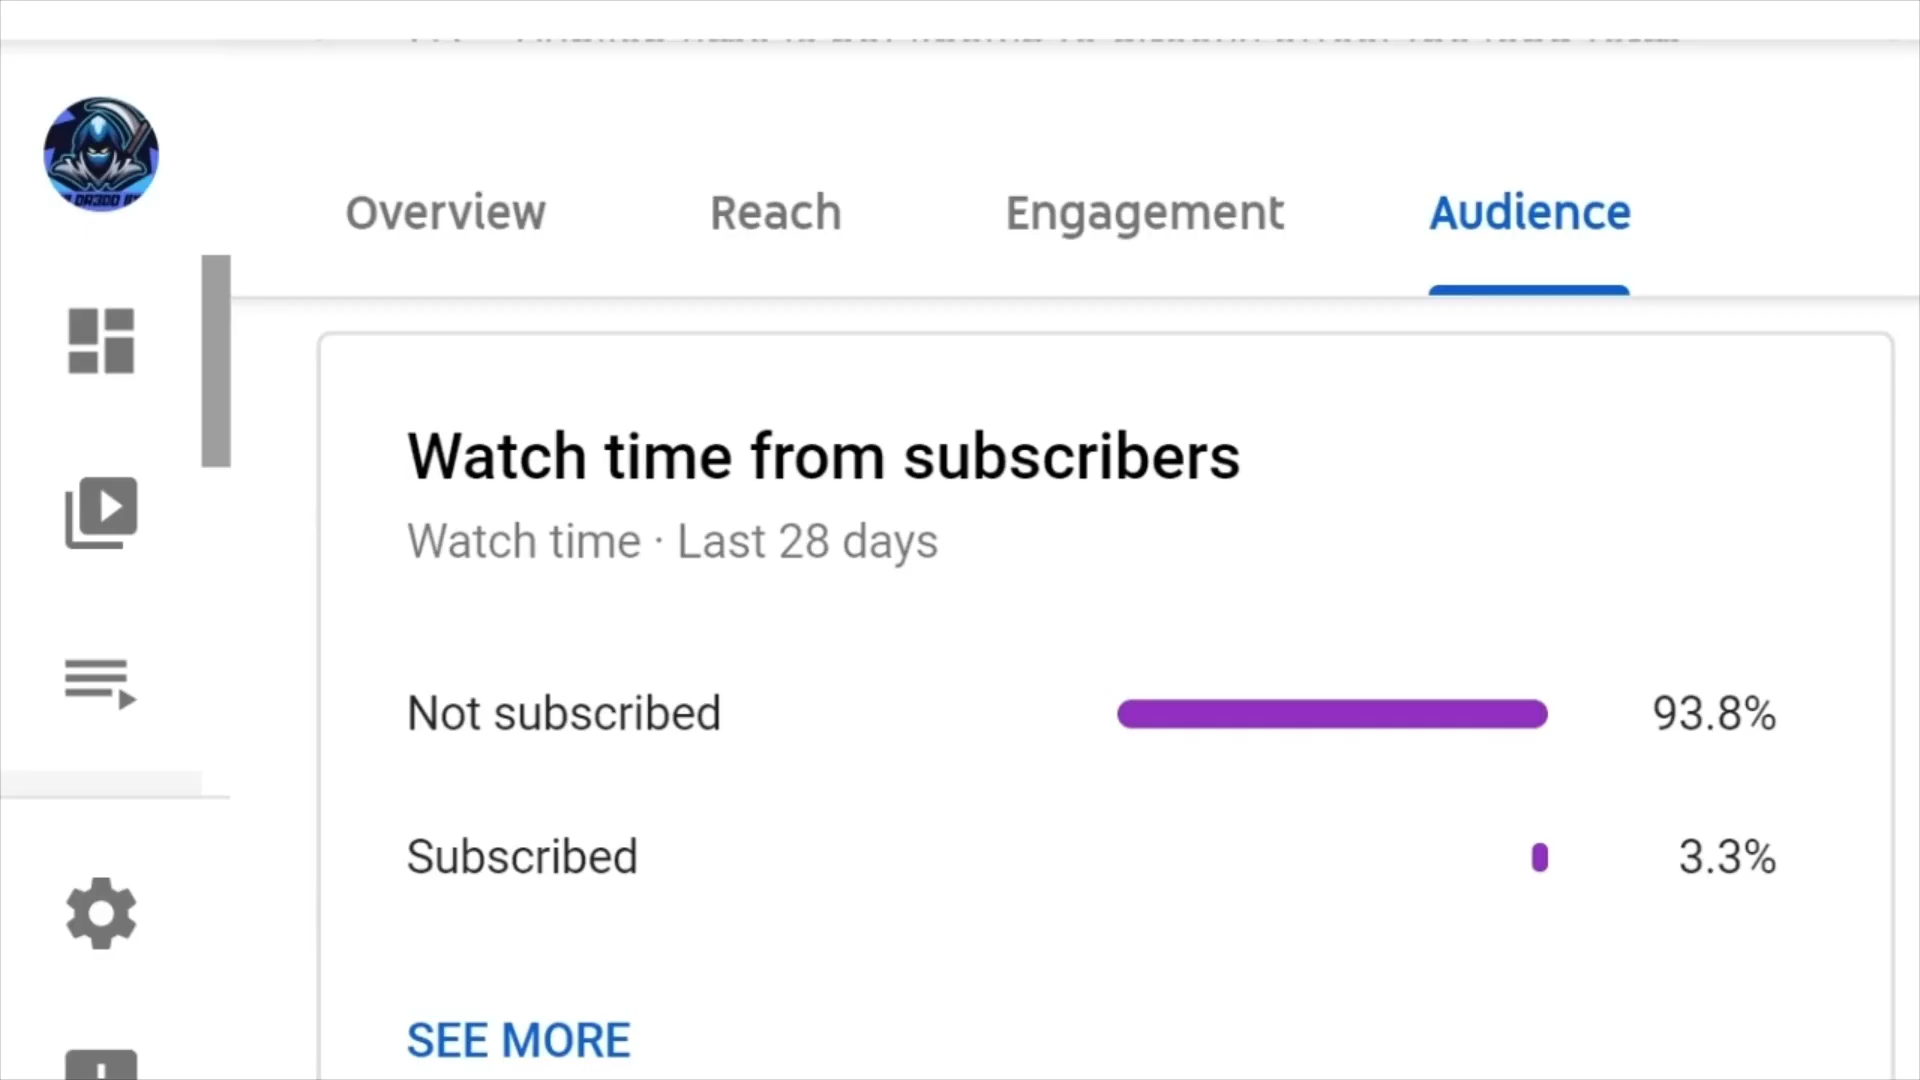 Overview Reach Engagement Audience
Watch time from subscribers
Watch time · Last 28 days
Not subscribed 93.8%
Subscribed 3.3%
SEE MORE